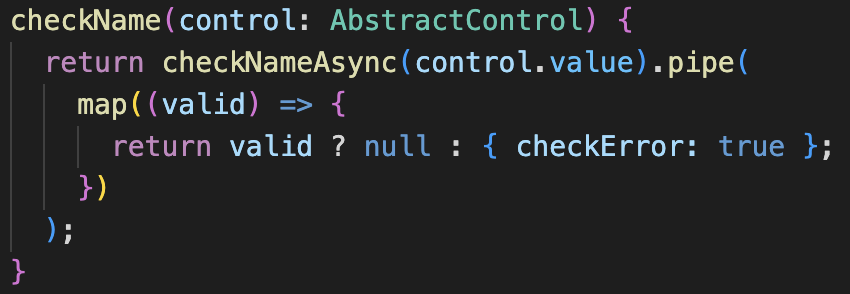 checkName(control: AbstractControl) {
return checkNameAsync(control.value).pipe(
map((valid) => {
return valid ? null : { checkError: true };
})
);
}